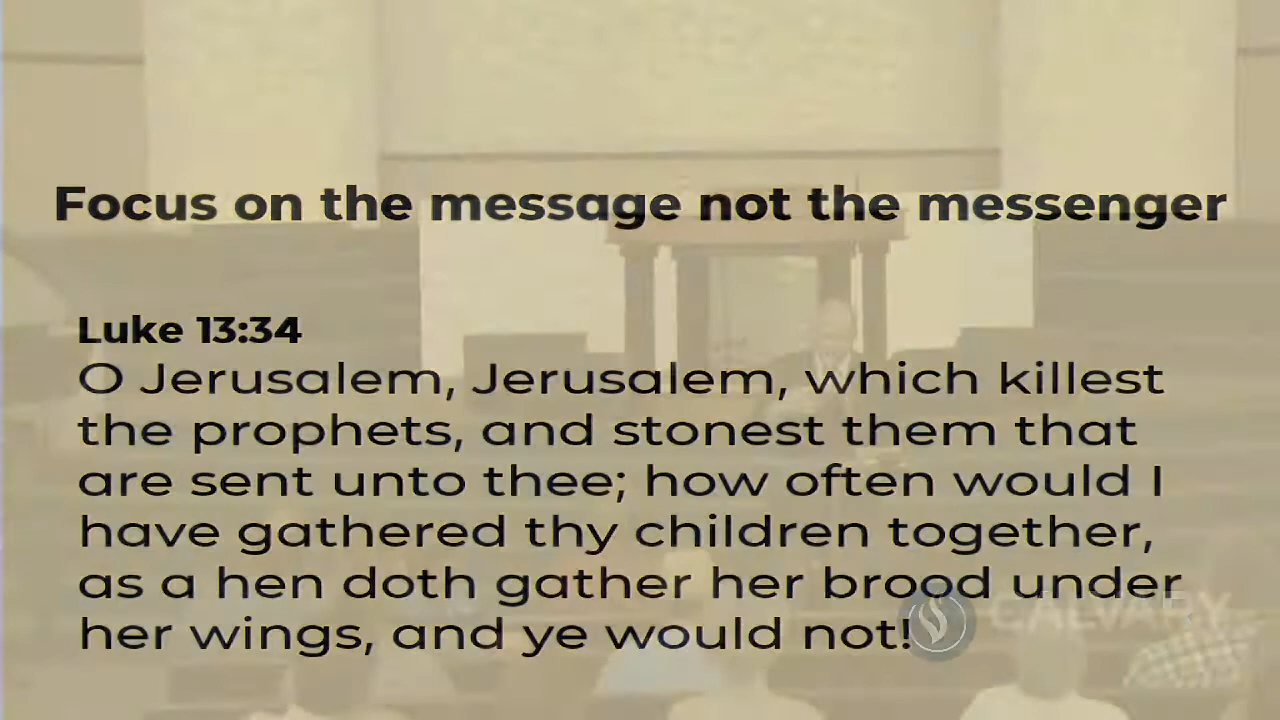 Focus on the message not the messenger
Luke 13:34
O Jerusalem, Jerusalem, which killest
the prophets, and stonest them that
are sent unto thee; how often would I
have gathered thy children together,
as a hen doth gather her brood under
her wings, and ye would not!
CALVARY